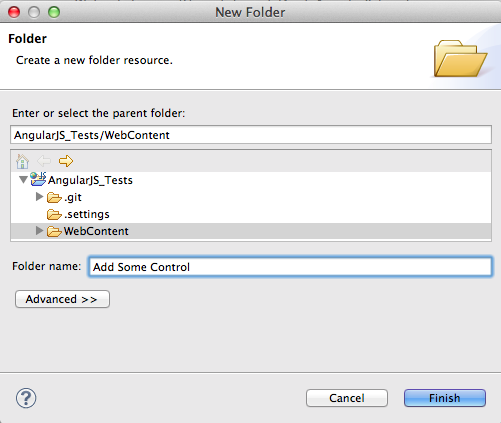 New Folder
Folder
Create a new folder resource.
Enter or select the parent folder:
AngularJS_Tests/WebContent
AngularJS_Tests
.git
.settings
WebContent
Folder name: Add Some Control
Advanced >>
? Cancel Finish